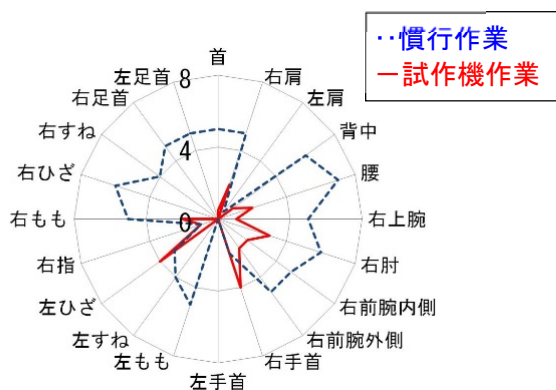 ‥慣行作業
－試作機作業
首
右肩
左肩
背中
腰
右上腕
右肘
右前腕内側
右前腕外側
右手首
左手首
左もも
左すね
左ひざ
右指
右もも
右ひざ
右すね
右足首
左足首
8
4
0